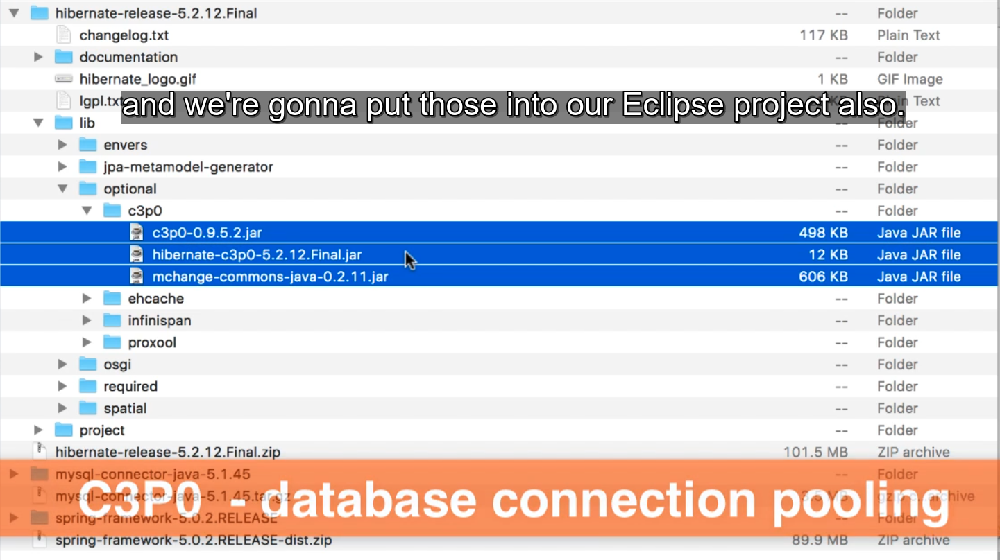 hibernate-release-5.2.12.Final -- Folder
changelog.txt 117 KB Plain Text
documentation -- Folder
hibernate_logo.gif 1 KB GIF Image
lgpl.txt KB Plain Text
and we're gonna put those into our Eclipse project also.
lib -- Folder
envers -- Folder
jpa-metamodel-generator -- Folder
optional -- Folder
c3p0 -- Folder
c3p0-0.9.5.2.jar 498 KB Java JAR file
hibernate-c3p0-5.2.12.Final.jar 12 KB Java JAR file
mchange-commons-java-0.2.11.jar 606 KB Java JAR file
ehcache -- Folder
infinispan -- Folder
proxool -- Folder
osgi -- Folder
required -- Folder
spatial -- Folder
project -- Folder
hibernate-release-5.2.12.Final.zip 101.5 MB ZIP archive
mysql-connector-java-5.1.45 -- Folder
mysql-connector-java-5.1.45.tar.gz 3.5 MB gzip c...archive
C3P0 - database connection pooling
spring-framework-5.0.2.RELEASE -- Folder
spring-framework-5.0.2.RELEASE-dist.zip 89.9 MB ZIP archive